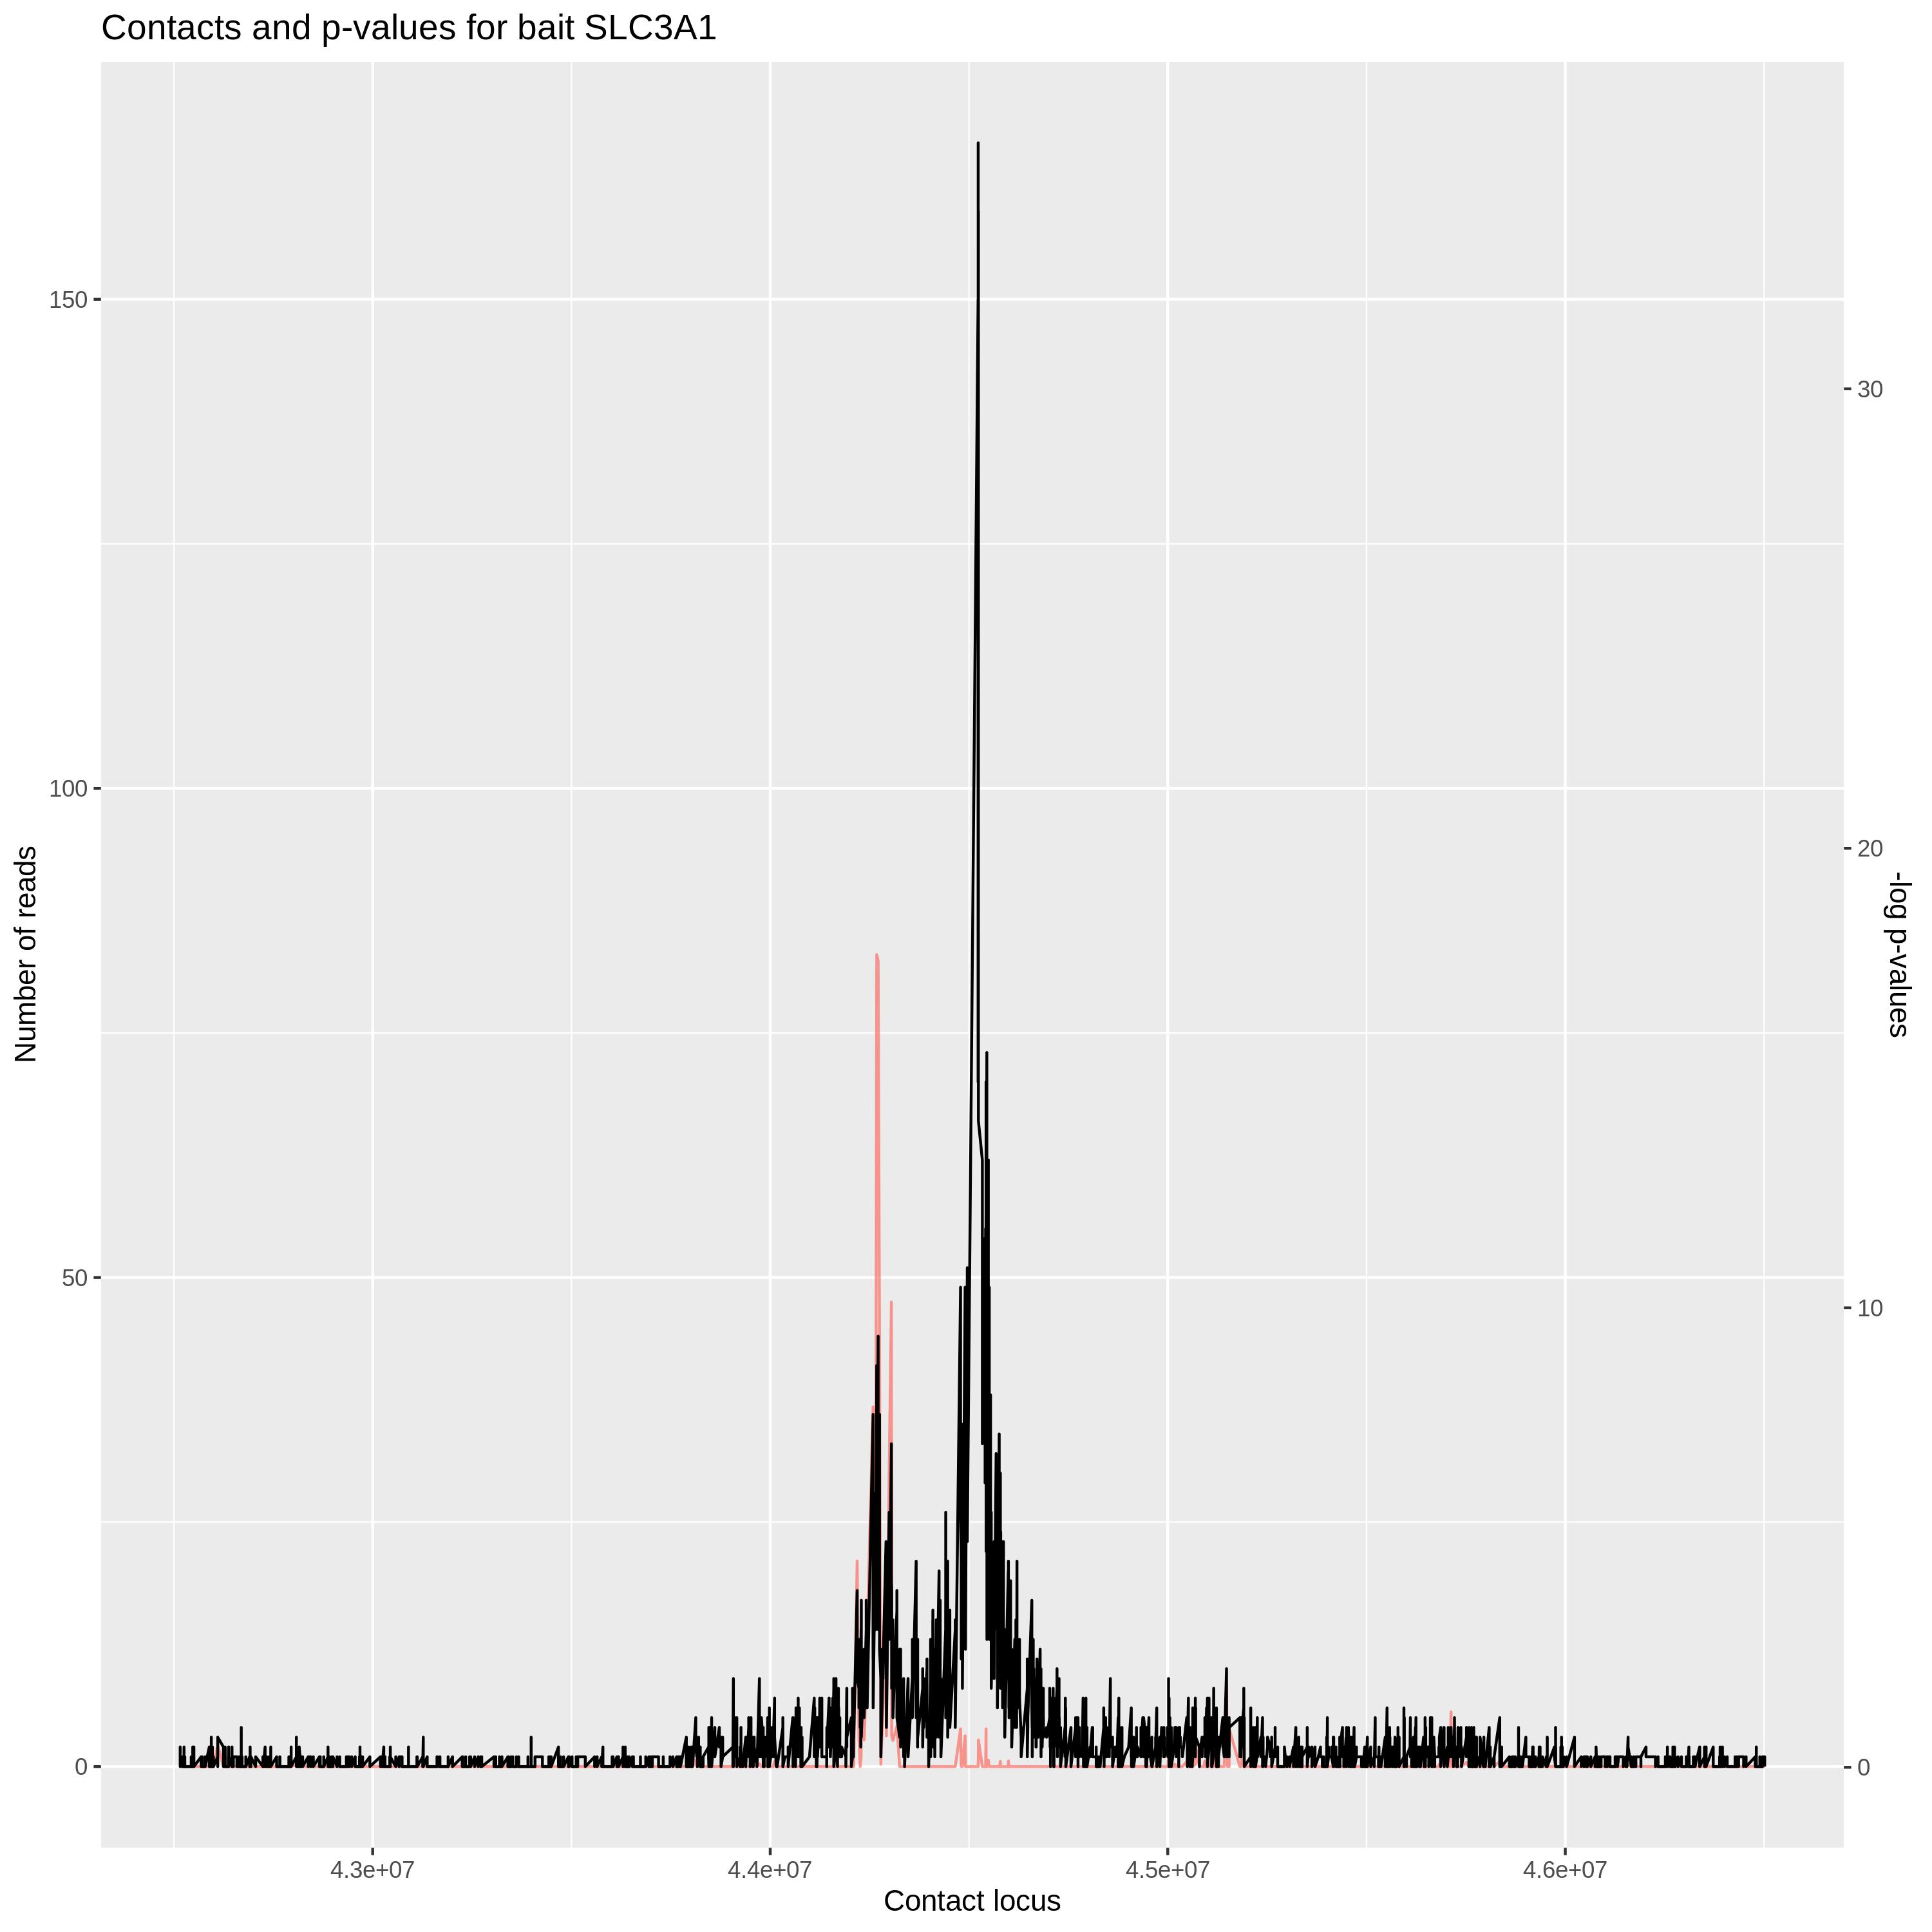 Contacts and p-values for bait SLC3A1
150
100
50
0
Number of reads
30
20
10
0
-log p-values
4.3e+07
4.4e+07
4.5e+07
4.6e+07
Contact locus